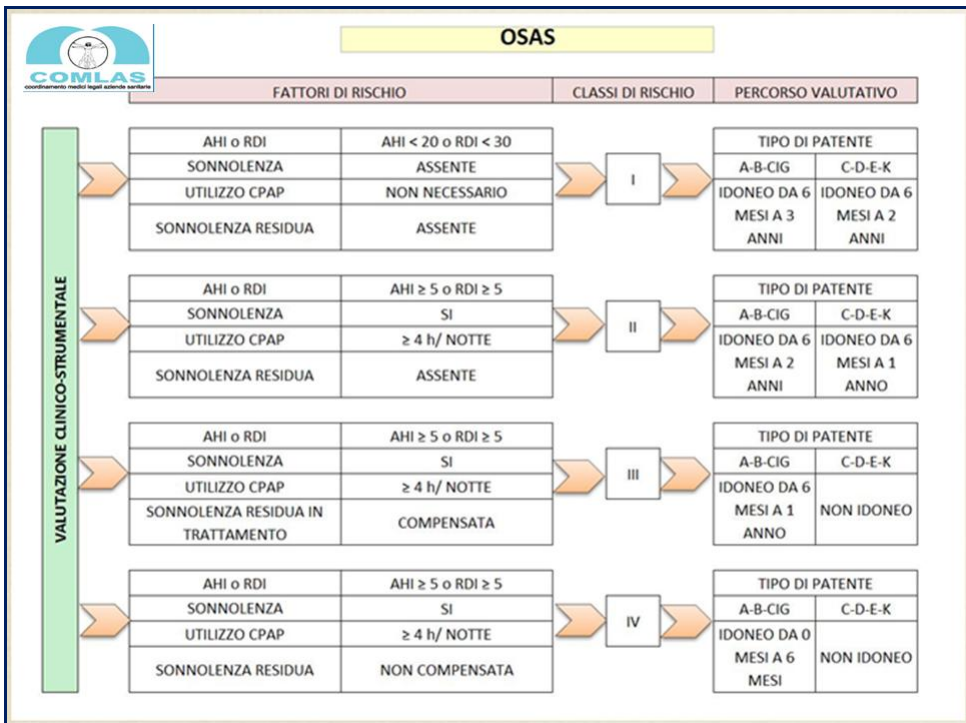 OSAS
COMLAS
coordinamento medici legali aziende sanitarie
FATTORI DI RISCHIO
CLASSI DI RISCHIO
PERCORSO VALUTATIVO
VALUTAZIONE CLINICO-STRUMENTALE
AHI o RDI
AHI < 20 o RDI < 30
SONNOLENZA
ASSENTE
UTILIZZO CPAP
NON NECESSARIO
SONNOLENZA RESIDUA
ASSENTE
I
TIPO DI PATENTE
A-B-CIG
C-D-E-K
IDONEO DA 6
MESI A 3
ANNI
IDONEO DA 6
MESI A 2
ANNI
AHI o RDI
AHI ≥ 5 o RDI ≥ 5
SONNOLENZA
SI
UTILIZZO CPAP
≥ 4 h/ NOTTE
SONNOLENZA RESIDUA
ASSENTE
II
TIPO DI PATENTE
A-B-CIG
C-D-E-K
IDONEO DA 6
MESI A 2
ANNI
IDONEO DA 6
MESI A 1
ANNO
AHI o RDI
AHI ≥ 5 o RDI ≥ 5
SONNOLENZA
SI
UTILIZZO CPAP
≥ 4 h/ NOTTE
SONNOLENZA RESIDUA IN
TRATTAMENTO
COMPENSATA
III
TIPO DI PATENTE
A-B-CIG
C-D-E-K
IDONEO DA 6
MESI A 1
ANNO
NON IDONEO
AHI o RDI
AHI ≥ 5 o RDI ≥ 5
SONNOLENZA
SI
UTILIZZO CPAP
≥ 4 h/ NOTTE
SONNOLENZA RESIDUA
NON COMPENSATA
IV
TIPO DI PATENTE
A-B-CIG
C-D-E-K
IDONEO DA 0
MESI A 6
MESI
NON IDONEO